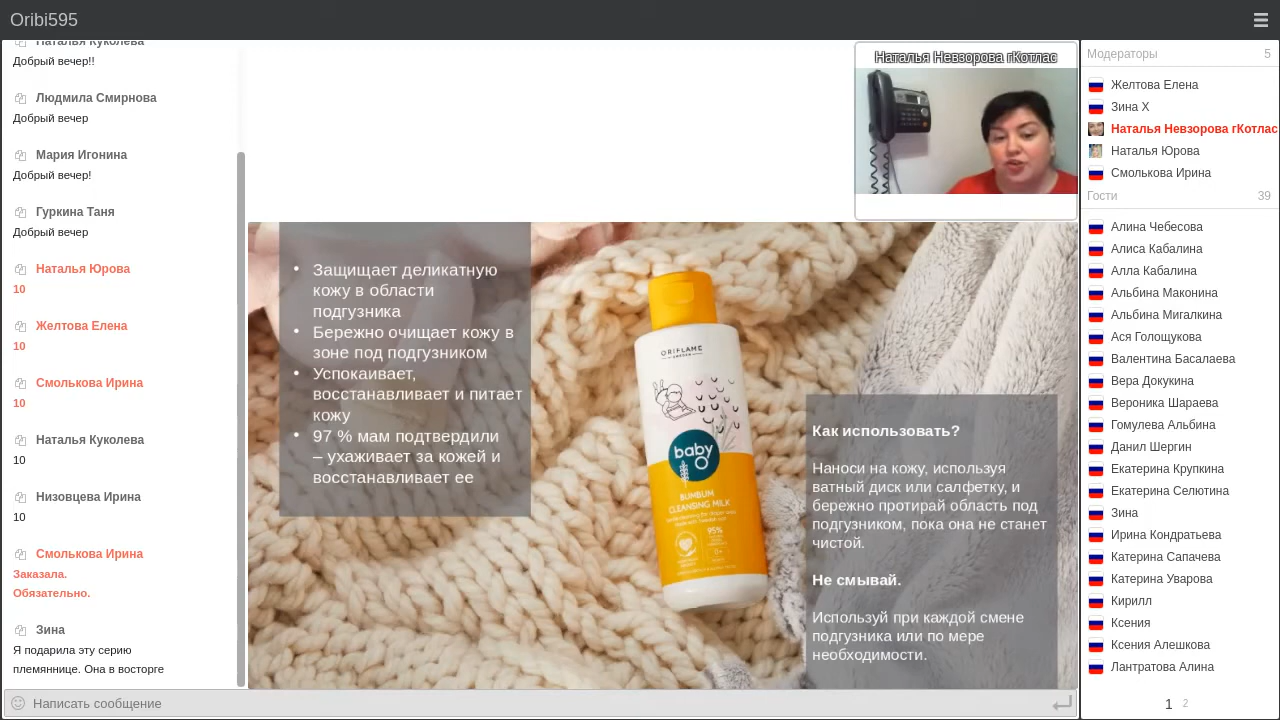 Oribi595
Наталья Куколева
Добрый вечер!!
Людмила Смирнова
Добрый вечер
Мария Игонина
Добрый вечер!
Гуркина Таня
Добрый вечер
Наталья Юрова
10
Желтова Елена
10
Смолькова Ирина
10
Наталья Куколева
10
Низовцева Ирина
10
Смолькова Ирина
Заказала.
Обязательно.
Зина
Я подарила эту серию
племяннице. Она в восторге
Написать сообщение
Наталья Невзорова гКотлас
• Защищает деликатную
кожу в области
подгузника
• Бережно очищает кожу в
зоне под подгузником
• Успокаивает,
восстанавливает и питает
кожу
• 97 % мам подтвердили
– ухаживает за кожей и
восстанавливает ее
ORIFLAME
SWEDEN
baby
BUMBUM
CLEANSING MILK
95%
Как использовать?
Наноси на кожу, используя
ватный диск или салфетку, и
бережно протирай область под
подгузником, пока она не станет
чистой.
Не смывай.
Используй при каждой смене
подгузника или по мере
необходимости.
Модераторы 5
Желтова Елена
Зина Х
Наталья Невзорова гКотлас
Наталья Юрова
Смолькова Ирина
Гости 39
Алина Чебесова
Алиса Кабалина
Алла Кабалина
Альбина Маконина
Альбина Мигалкина
Ася Голощукова
Валентина Басалаева
Вера Докукина
Вероника Шараева
Гомулева Альбина
Данил Шергин
Екатерина Крупкина
Екатерина Селютина
Зина
Ирина Кондратьева
Катерина Сапачева
Катерина Уварова
Кирилл
Ксения
Ксения Алешкова
Лантратова Алина
1 2